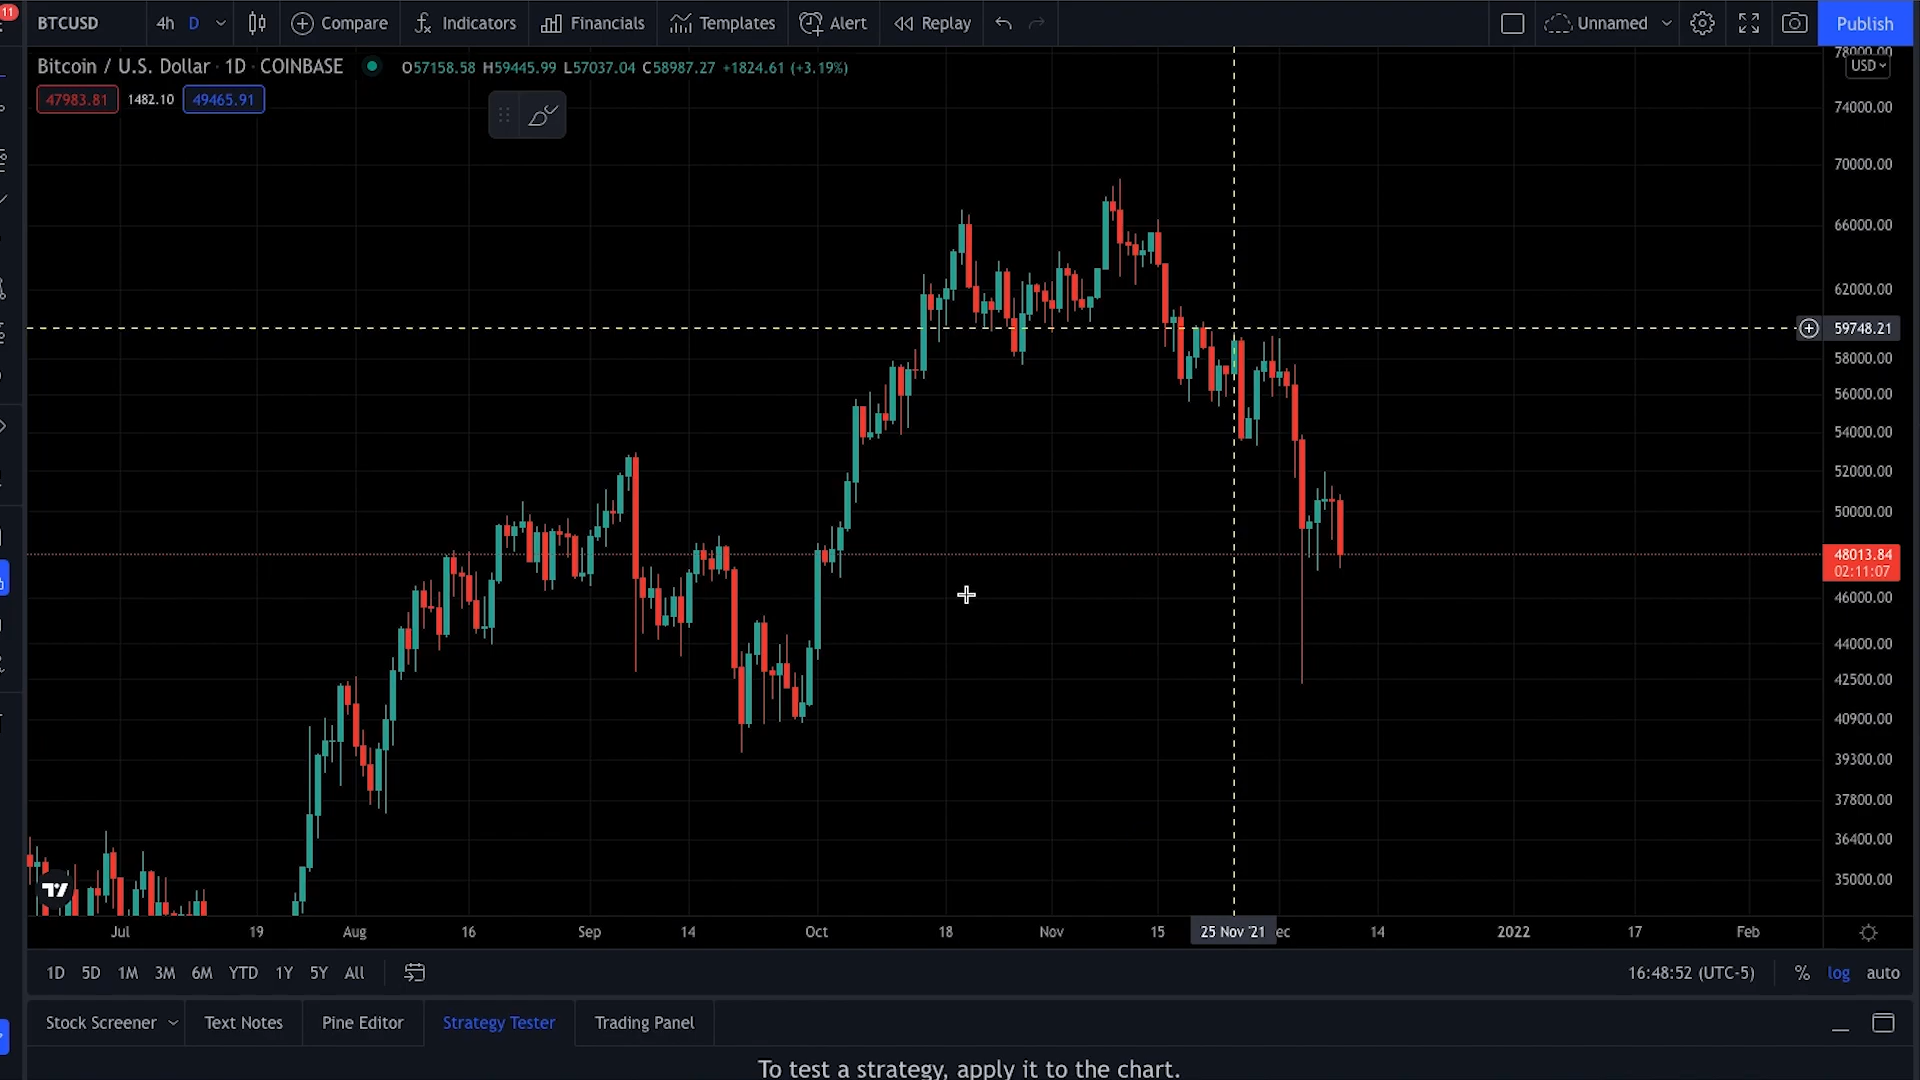 11
BTCUSD 4h D Compare Indicators Financials Templates Alert Replay Unnamed Publish
Bitcoin / U.S. Dollar · 1D · COINBASE O57158.58 H59445.99 L57037.04 C58987.27 +1824.61 (+3.19%)
47983.81 1482.10 49465.91
78000.00
USD
74000.00
70000.00
66000.00
62000.00
59748.21
58000.00
56000.00
54000.00
52000.00
50000.00
48013.84
02:11:07
46000.00
44000.00
42500.00
40900.00
39300.00
37800.00
36400.00
35000.00
Jul 19 Aug 16 Sep 14 Oct 18 Nov 15 25 Nov '21 ec 14 2022 17 Feb
1D 5D 1M 3M 6M YTD 1Y 5Y All 16:48:52 (UTC-5) % log auto
Stock Screener Text Notes Pine Editor Strategy Tester Trading Panel
To test a strategy, apply it to the chart.